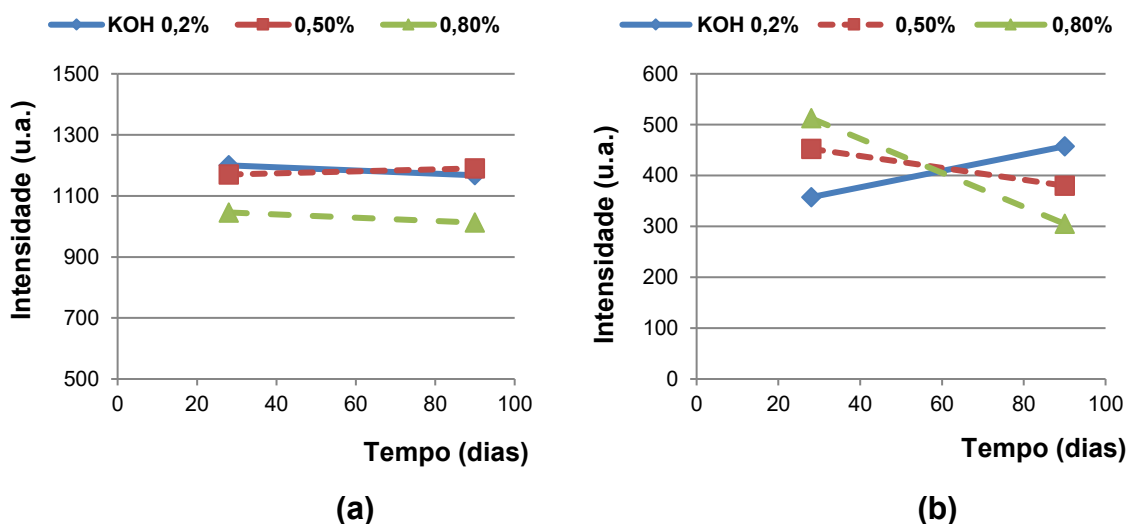 KOH 0,2% 0,50% 0,80%
Intensidade (u.a.)
1500
1300
1100
900
700
500
0 20 40 60 80 100
Tempo (dias)
(a)
KOH 0,2% 0,50% 0,80%
Intensidade (u.a.)
600
500
400
300
200
100
0
0 20 40 60 80 100
Tempo (dias)
(b)